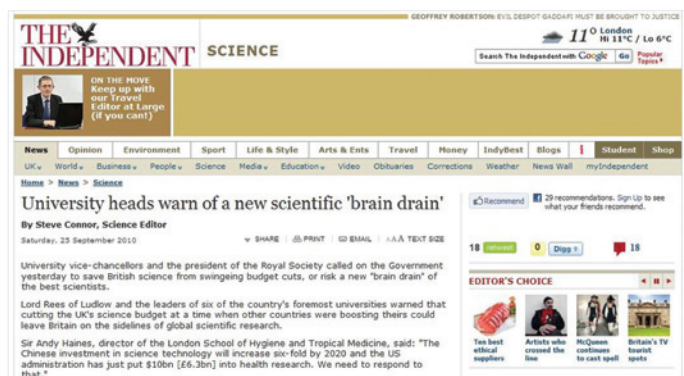 GEOFFREY ROBERTSON: EVIL DESPOT GADDAFI MUST BE BROUGHT TO JUSTICE
THE
INDEPENDENT
SCIENCE
11° London
Hi 11°C / Lo 6°C
Search The Independent with Google Go Popular Topics
ON THE MOVE
Keep up with
our Travel
Editor at Large
(if you cant)
News Opinion Environment Sport Life & Style Arts & Ents Travel Money IndyBest Blogs i Student Shop
UK World Business People Science Media Education Video Obituaries Corrections Weather News Wall myIndependent
Home > News > Science
University heads warn of a new scientific 'brain drain'
By Steve Connor, Science Editor
Saturday, 25 September 2010
SHARE PRINT EMAIL AAA TEXT SIZE
University vice-chancellors and the president of the Royal Society called on the Government
yesterday to save British science from swingeing budget cuts, or risk a new "brain drain" of
the best scientists.
Lord Rees of Ludlow and the leaders of six of the country's foremost universities warned that
cutting the UK's science budget at a time when other countries were boosting theirs could
leave Britain on the sidelines of global scientific research.
Sir Andy Haines, director of the London School of Hygiene and Tropical Medicine, said: "The
Chinese investment in science technology will increase six-fold by 2020 and the US
administration has just put $10bn [£6.3bn] into health research. We need to respond to
that."
Recommend
29 recommendations. Sign Up to see
what your friends recommend.
18 retweet 0 Digg 18
EDITOR'S CHOICE
Ten best
ethical
suppliers
Artists who
crossed the
line
McQueen
continues
to cast spell
Britain's TV
tourist
spots